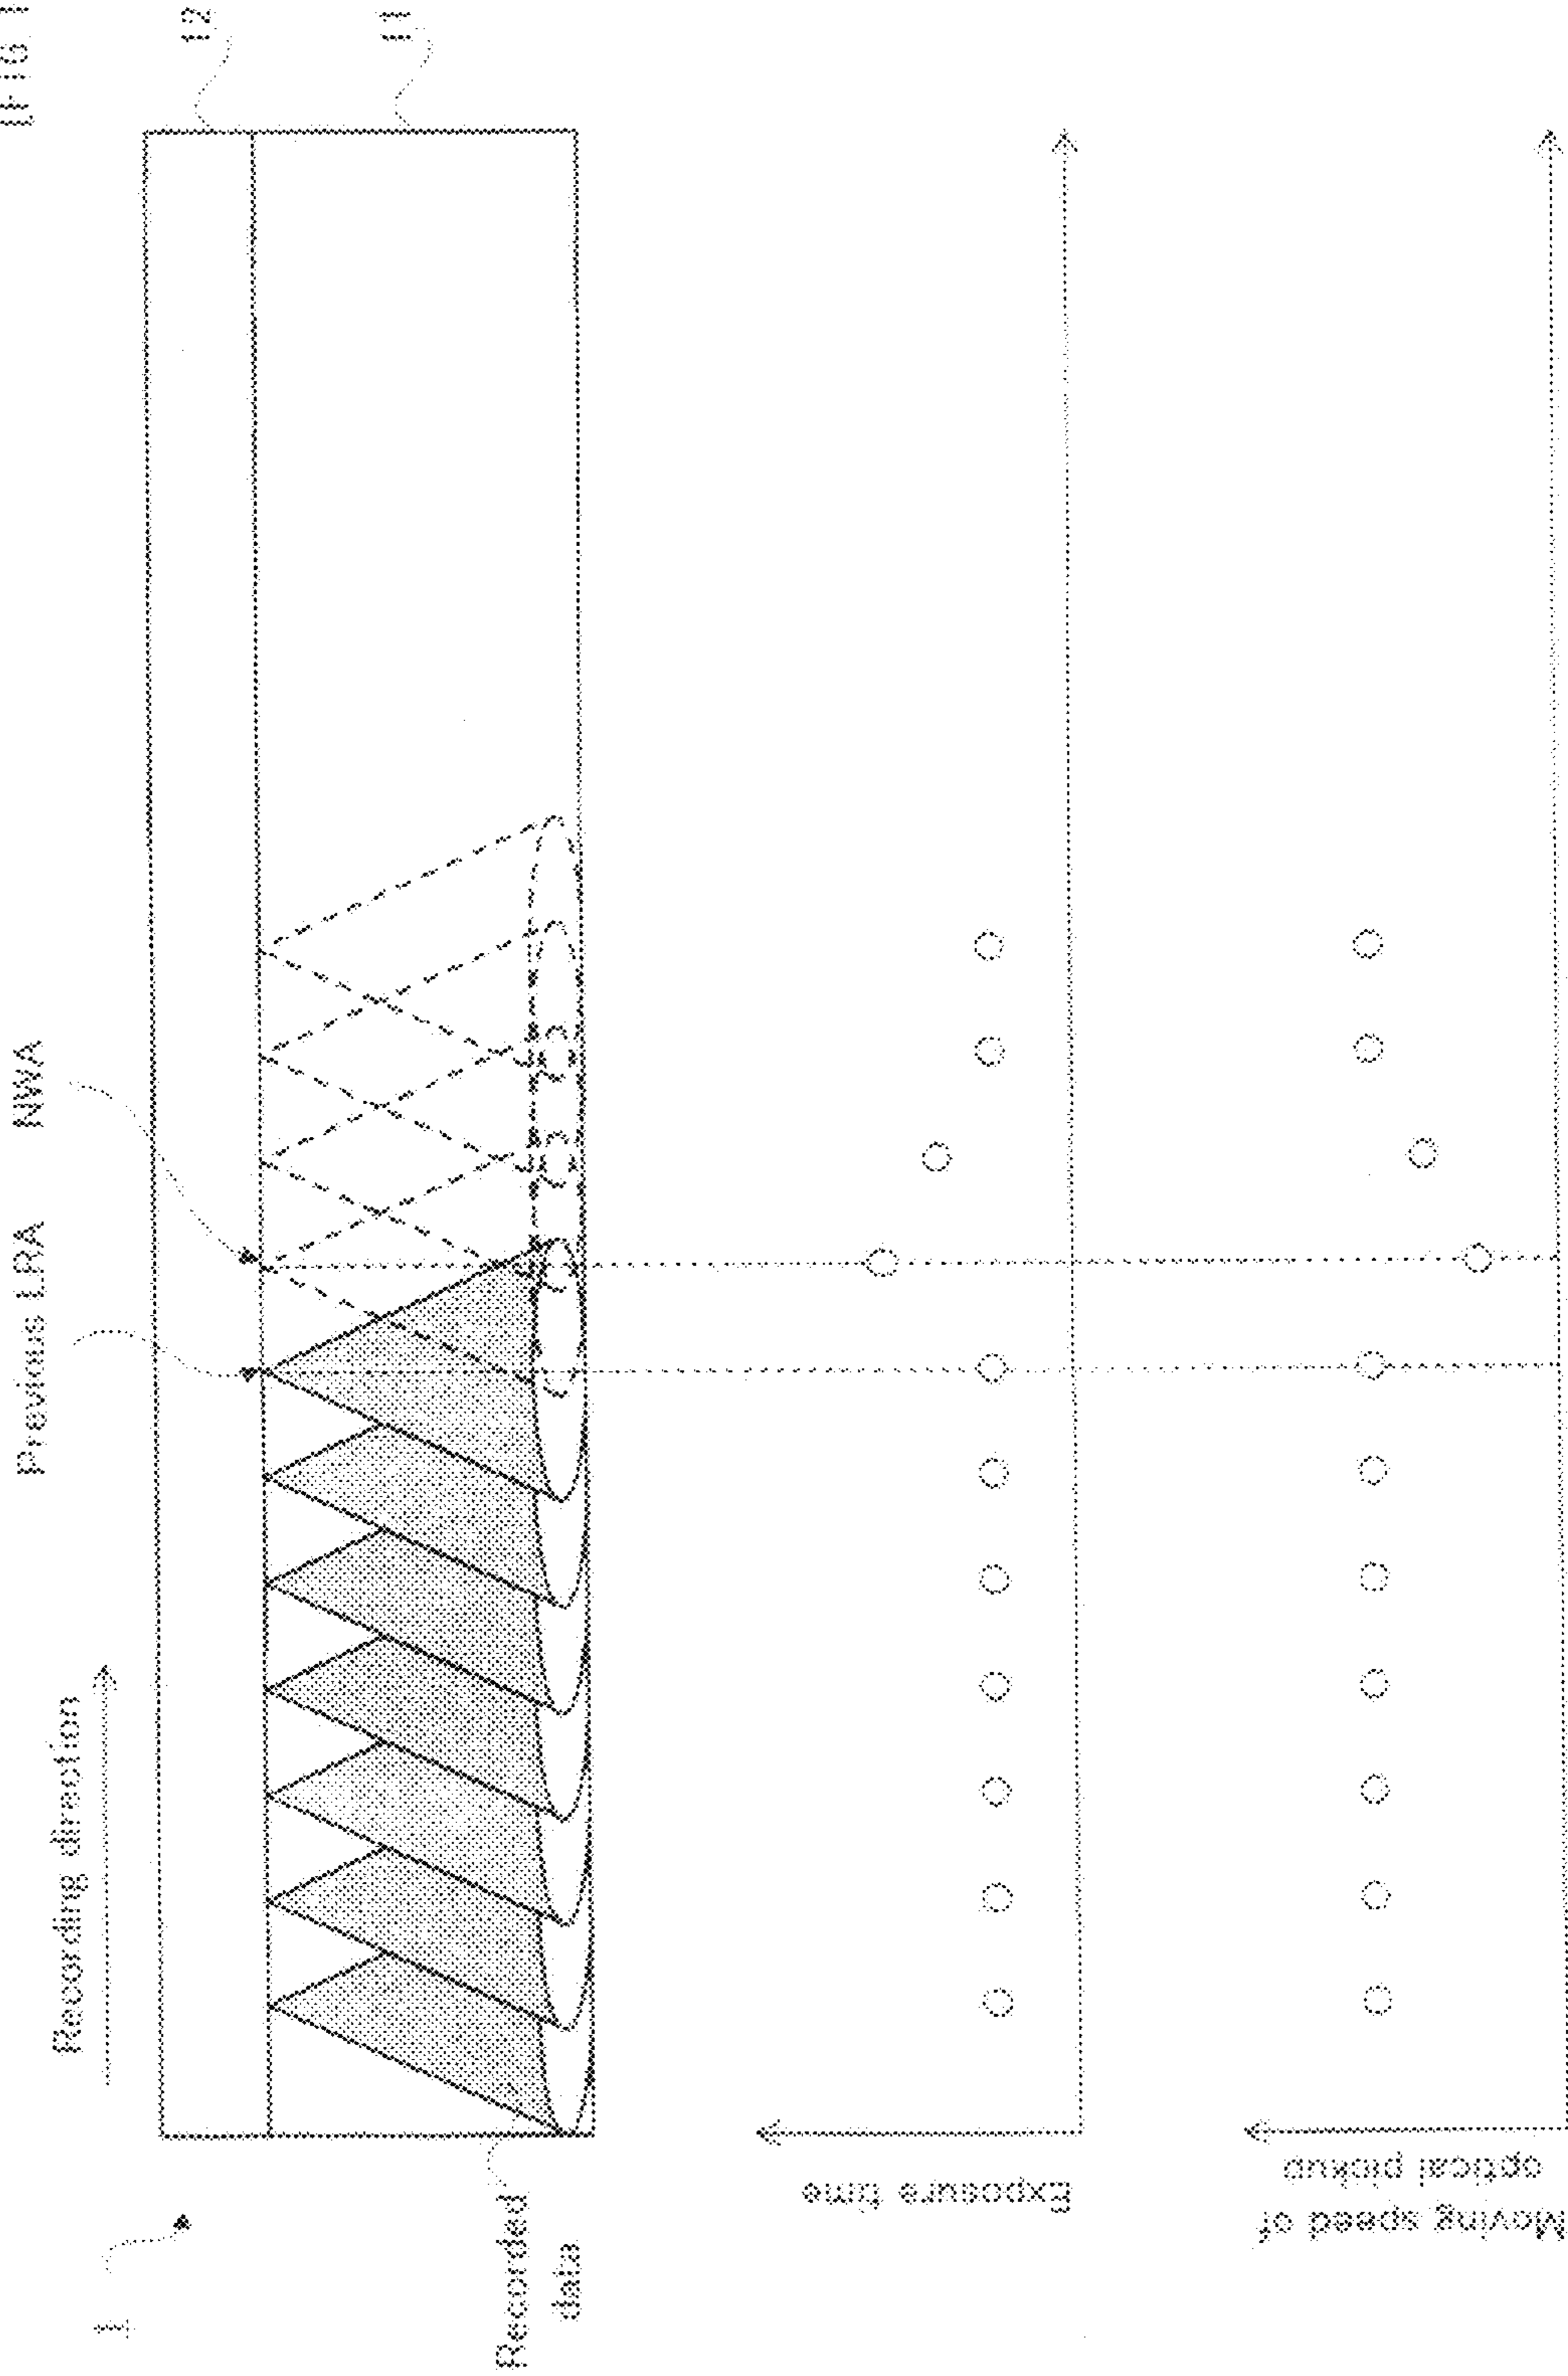 [FIG 1
12
11
Previous LRA
NWA
Recording direction
1
Recorded
data
Exposure time
Moving speed of
optical pickup